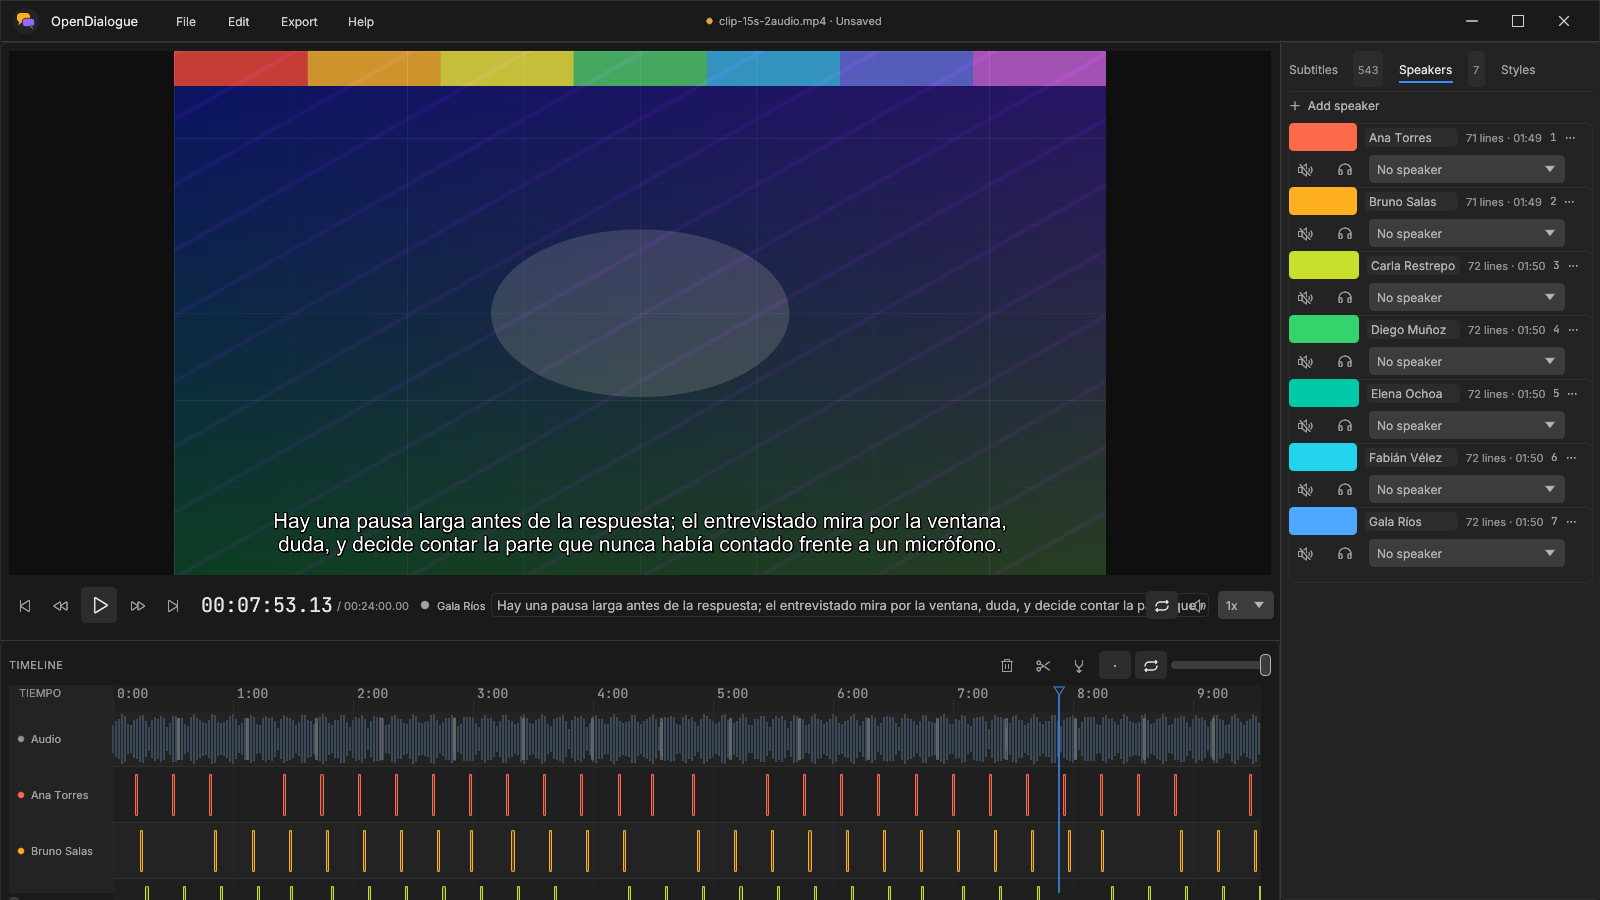 OpenDialogue File Edit Export Help
clip-15s-2audio.mp4 · Unsaved
Subtitles 543 Speakers 7 Styles
+ Add speaker
Ana Torres 71 lines · 01:49 1 ···
No speaker
Bruno Salas 71 lines · 01:49 2 ···
No speaker
Carla Restrepo 72 lines · 01:50 3 ···
No speaker
Diego Muñoz 72 lines · 01:50 4 ···
No speaker
Elena Ochoa 72 lines · 01:50 5 ···
No speaker
Fabián Vélez 72 lines · 01:50 6 ···
No speaker
Gala Ríos 72 lines · 01:50 7 ···
No speaker
Hay una pausa larga antes de la respuesta; el entrevistado mira por la ventana,
duda, y decide contar la parte que nunca había contado frente a un micrófono.
00:07:53.13 / 00:24:00.00 Gala Ríos Hay una pausa larga antes de la respuesta; el entrevistado mira por la ventana, duda, y decide contar la 1x
TIMELINE
TIEMPO 0:00 1:00 2:00 3:00 4:00 5:00 6:00 7:00 8:00 9:00
Audio
Ana Torres
Bruno Salas